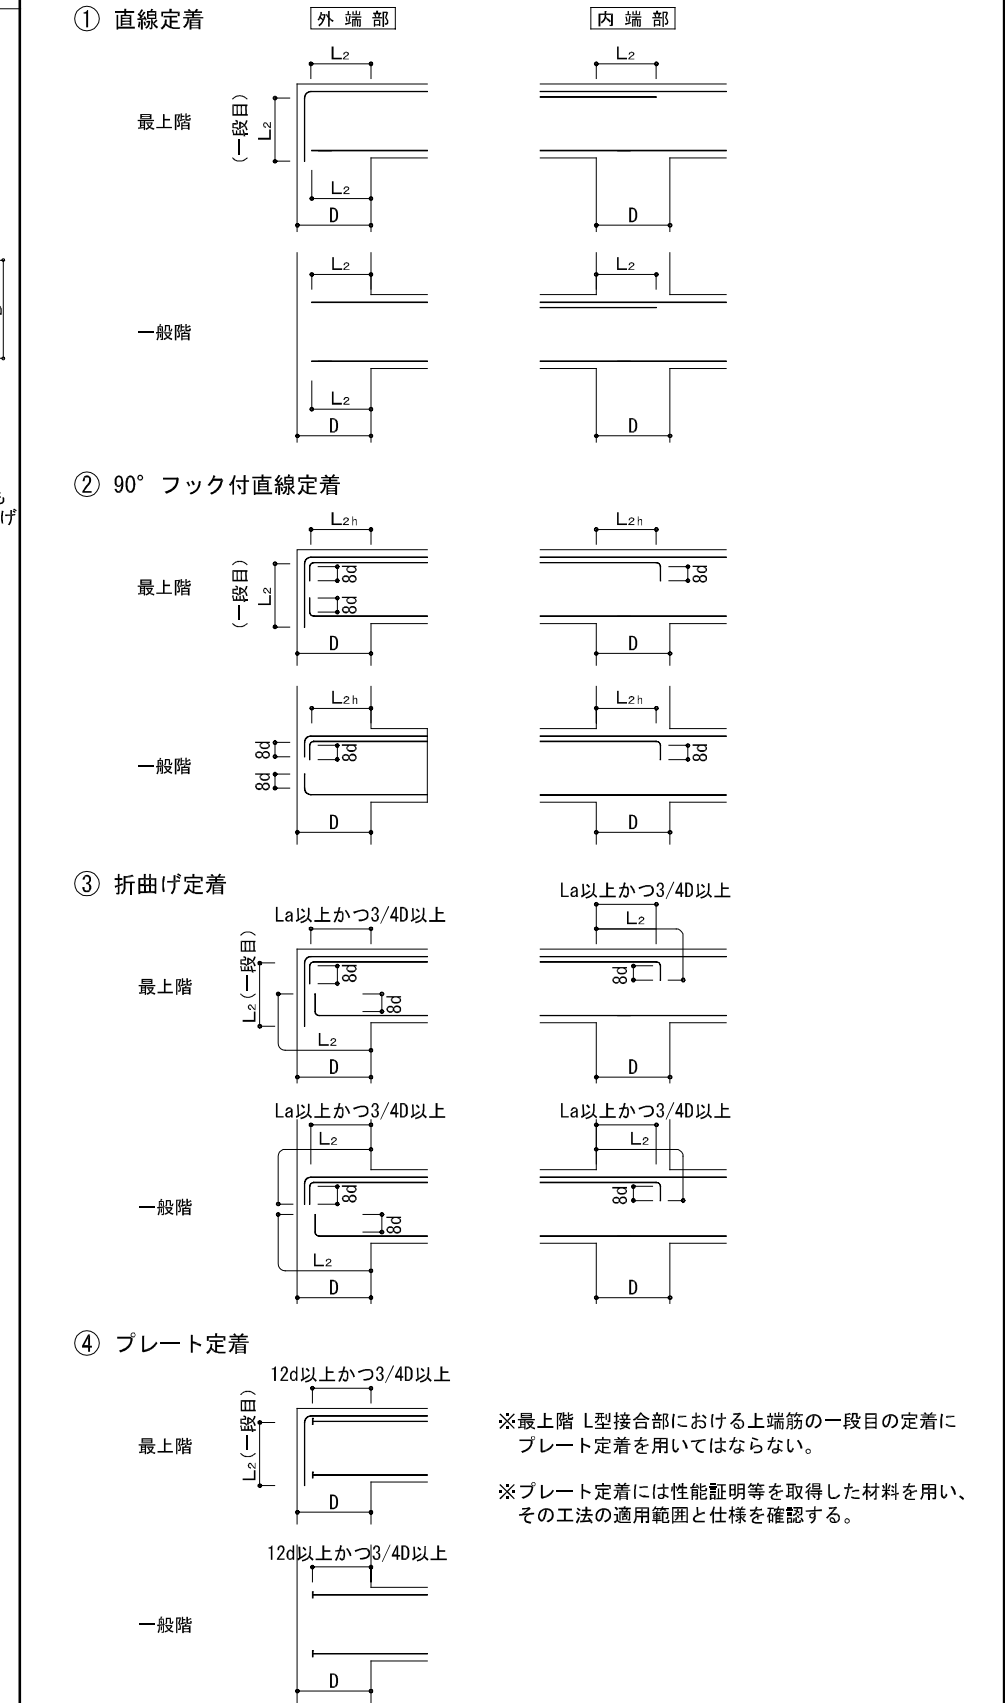 ① 直線定着
外 端 部
内 端 部
L2
L2
最上階
L2
(一段目)
L2
D
D
L2
L2
一般階
L2
D
D
② 90° フック付直線定着
L2h
L2h
最上階
L2
(一段目)
8d
8d
8d
D
D
L2h
L2h
一般階
8d
8d
8d
8d
D
D
も
げ
③ 折曲げ定着
La以上かつ3/4D以上
La以上かつ3/4D以上
L2
最上階
L2(一段目)
8d
8d
8d
L2
D
D
La以上かつ3/4D以上
La以上かつ3/4D以上
L2
L2
一般階
8d
8d
8d
L2
D
D
④ プレート定着
12d以上かつ3/4D以上
最上階
L2(一段目)
D
※最上階 L型接合部における上端筋の一段目の定着に
プレート定着を用いてはならない。
※プレート定着には性能証明等を取得した材料を用い、
その工法の適用範囲と仕様を確認する。
12d以上かつ3/4D以上
一般階
D